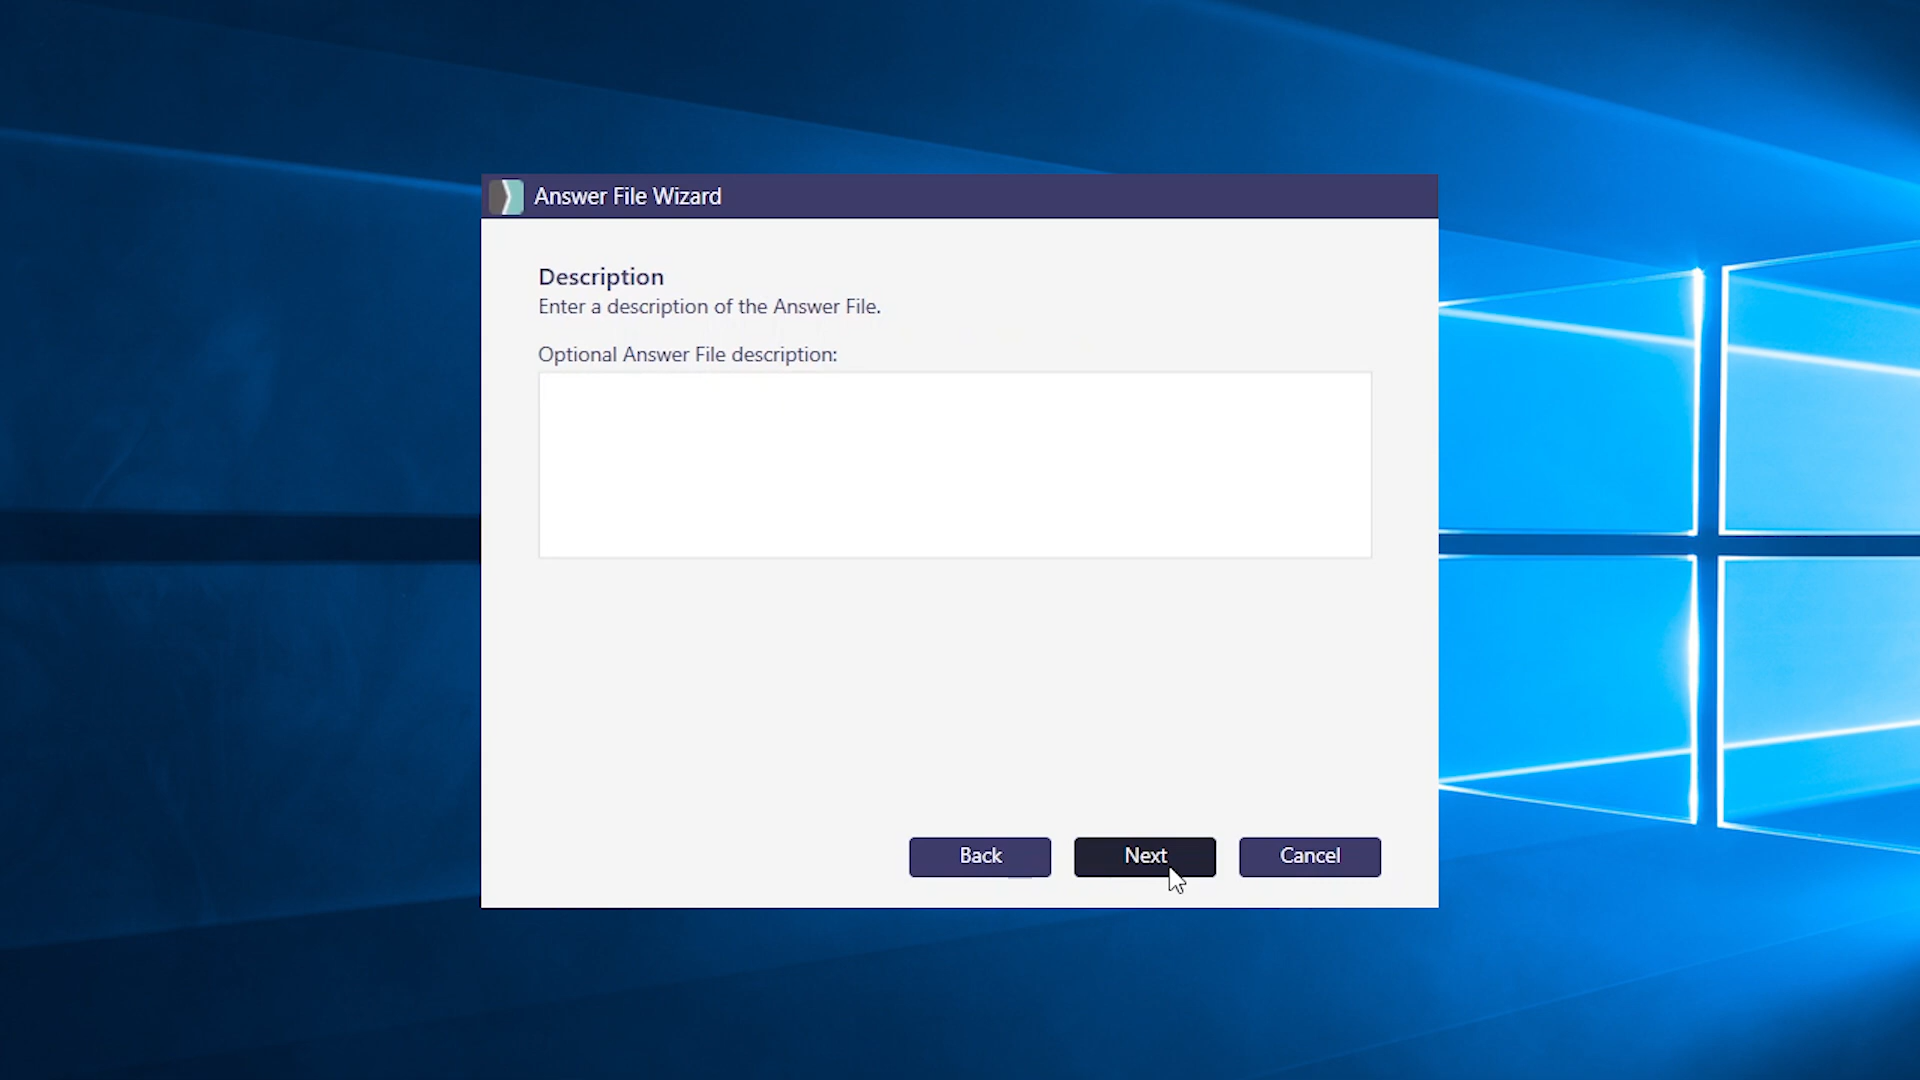 Answer File Wizard
Description
Enter a description of the Answer File.
Optional Answer File description:
Back
Next
Cancel